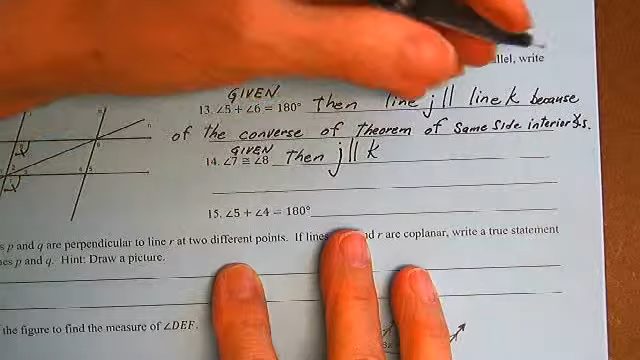 allel, write
GIVEN
13. ∠5 + ∠6 = 180° then line j || line k because
of the converse of Theorem of Same Side interior ∠s.
GIVEN
14. ∠7 ≅ ∠8 then j || k
15. ∠5 + ∠4 = 180°
s p and q are perpendicular to line r at two different points. If lines nd r are coplanar, write a true statement
nes p and q. Hint: Draw a picture.
the figure to find the measure of ∠DEF.